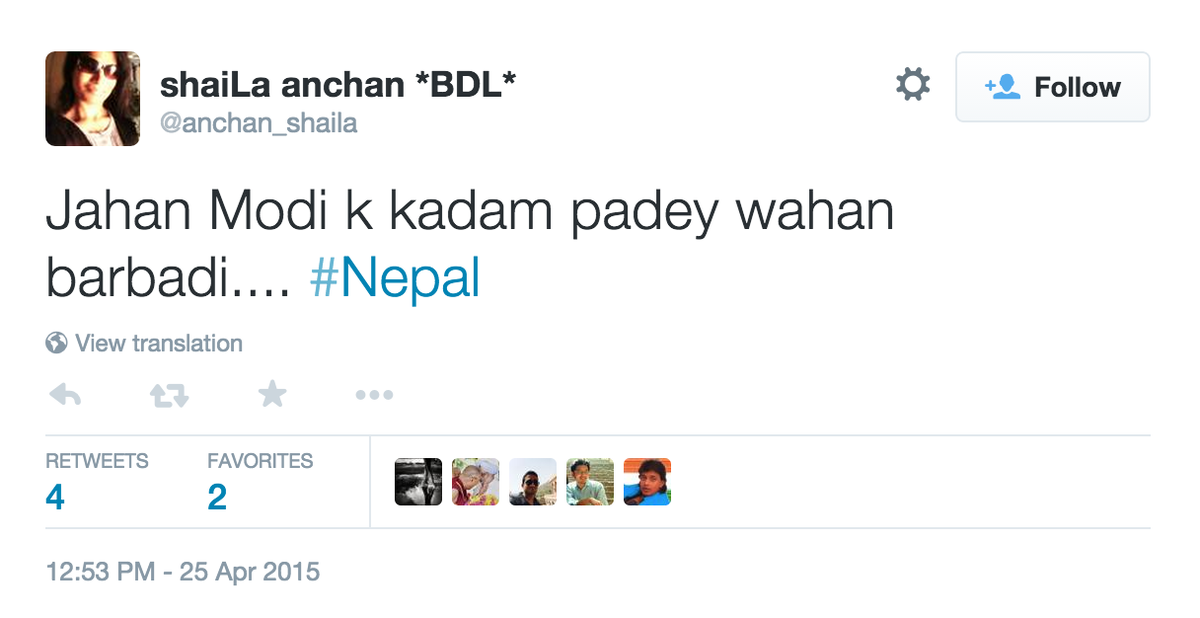 shaiLa anchan *BDL*
@anchan_shaila
Follow
Jahan Modi k kadam padey wahan
barbadi.... #Nepal
View translation
RETWEETS
4
FAVORITES
2
12:53 PM - 25 Apr 2015